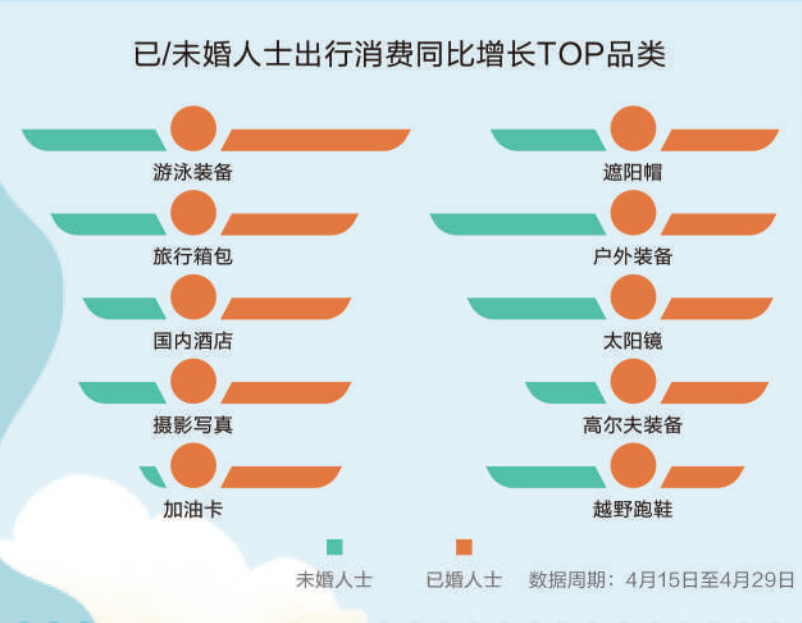 已/未婚人士出行消费同比增长TOP品类
游泳装备
遮阳帽
旅行箱包
户外装备
国内酒店
太阳镜
摄影写真
高尔夫装备
加油卡
越野跑鞋
未婚人士
已婚人士
数据周期：4月15日至4月29日